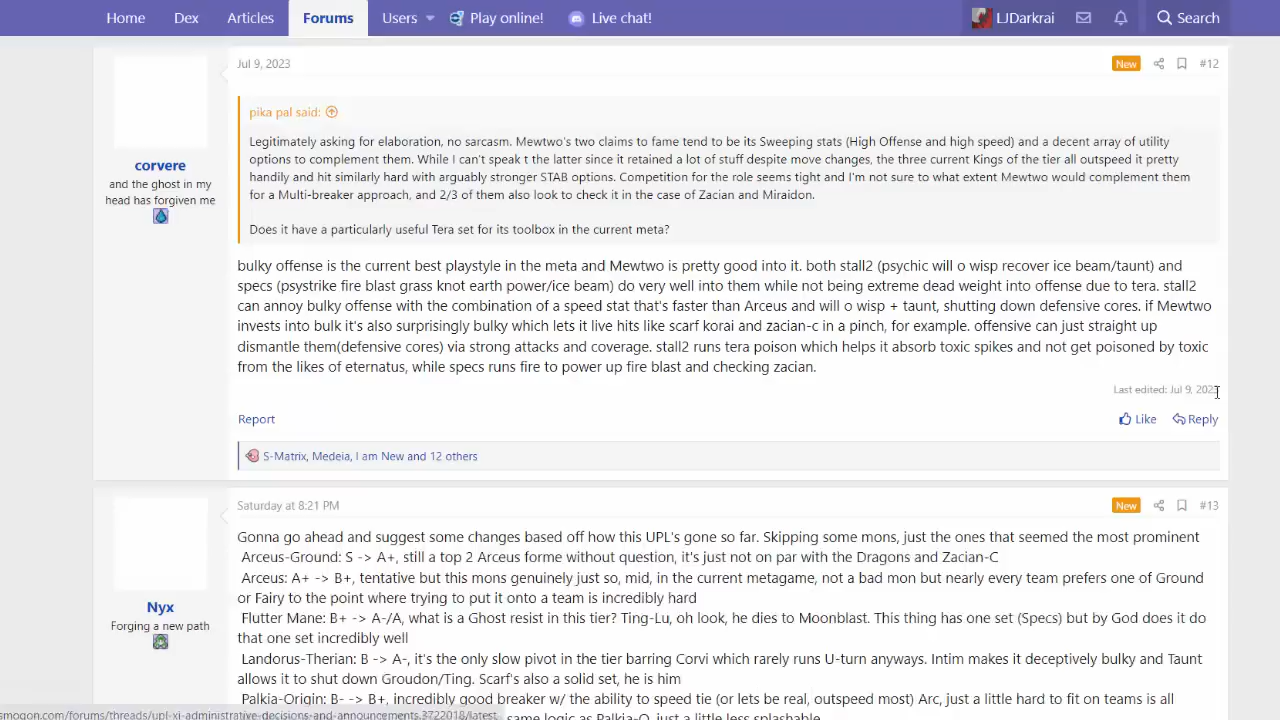 Home Dex Articles Forums Users Play online! Live chat! LJDarkrai Search
Jul 9, 2023 New #12
pika pal said:
Legitimately asking for elaboration, no sarcasm. Mewtwo's two claims to fame tend to be its Sweeping stats (High Offense and high speed) and a decent array of utility
options to complement them. While I can't speak t the latter since it retained a lot of stuff despite move changes, the three current Kings of the tier all outspeed it pretty
handily and hit similarly hard with arguably stronger STAB options. Competition for the role seems tight and I'm not sure to what extent Mewtwo would complement them
for a Multi-breaker approach, and 2/3 of them also look to check it in the case of Zacian and Miraidon.
Does it have a particularly useful Tera set for its toolbox in the current meta?
corvere
and the ghost in my
head has forgiven me
bulky offense is the current best playstyle in the meta and Mewtwo is pretty good into it. both stall2 (psychic will o wisp recover ice beam/taunt) and
specs (psystrike fire blast grass knot earth power/ice beam) do very well into them while not being extreme dead weight into offense due to tera. stall2
can annoy bulky offense with the combination of a speed stat that's faster than Arceus and will o wisp + taunt, shutting down defensive cores. if Mewtwo
invests into bulk it's also surprisingly bulky which lets it live hits like scarf korai and zacian-c in a pinch, for example. offensive can just straight up
dismantle them(defensive cores) via strong attacks and coverage. stall2 runs tera poison which helps it absorb toxic spikes and not get poisoned by toxic
from the likes of eternatus, while specs runs fire to power up fire blast and checking zacian.
Last edited: Jul 9, 2023
Report Like Reply
S-Matrix, Medeia, I am New and 12 others
Saturday at 8:21 PM New #13
Nyx
Forging a new path
Gonna go ahead and suggest some changes based off how this UPL's gone so far. Skipping some mons, just the ones that seemed the most prominent
Arceus-Ground: S -> A+, still a top 2 Arceus forme without question, it's just not on par with the Dragons and Zacian-C
Arceus: A+ -> B+, tentative but this mons genuinely just so, mid, in the current metagame, not a bad mon but nearly every team prefers one of Ground
or Fairy to the point where trying to put it onto a team is incredibly hard
Flutter Mane: B+ -> A-/A, what is a Ghost resist in this tier? Ting-Lu, oh look, he dies to Moonblast. This thing has one set (Specs) but by God does it do
that one set incredibly well
Landorus-Therian: B -> A-, it's the only slow pivot in the tier barring Corvi which rarely runs U-turn anyways. Intim makes it deceptively bulky and Taunt
allows it to shut down Groudon/Ting. Scarf's also a solid set, he is him
Palkia-Origin: B- -> B+, incredibly good breaker w/ the ability to speed tie (or lets be real, outspeed most) Arc, just a little hard to fit on teams is all
same logic as Palkia-O, just a little less splashable
smogon.com/forums/threads/upl-xi-administrative-decisions-and-announcements.3722018/latest